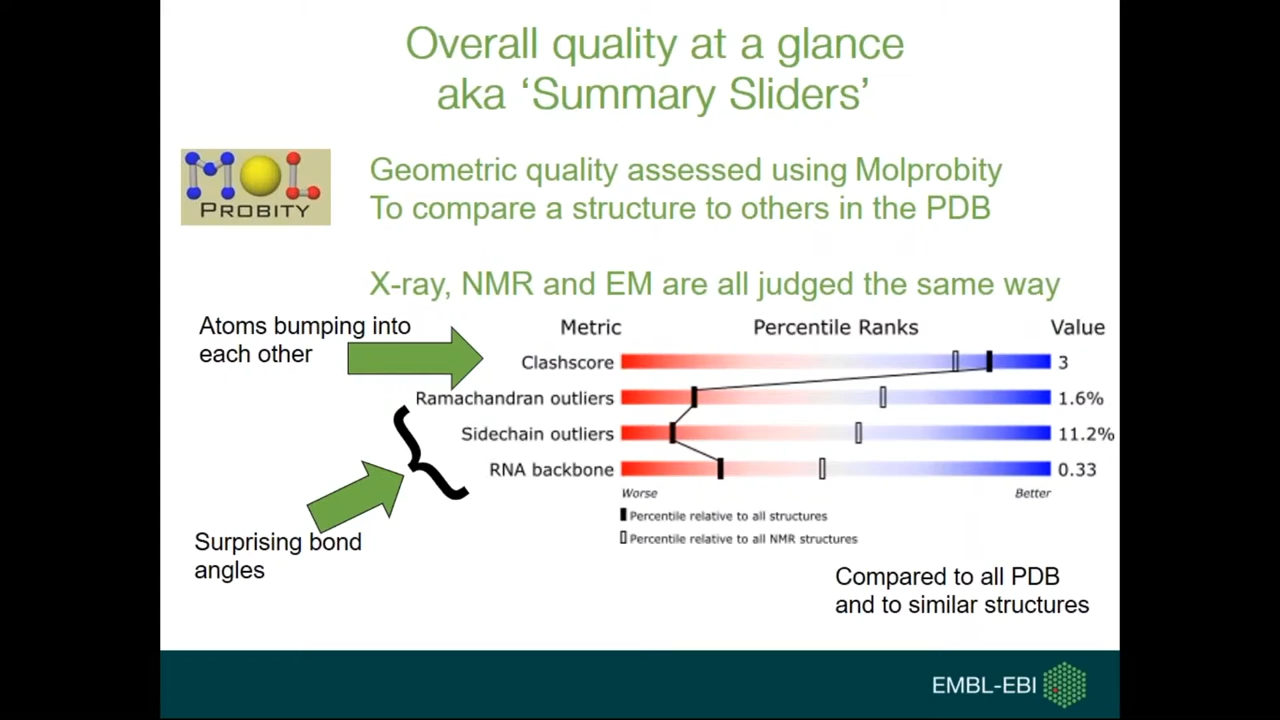 Overall quality at a glance
aka ‘Summary Sliders’
MOL
PROBITY
Geometric quality assessed using Molprobity
To compare a structure to others in the PDB
X-ray, NMR and EM are all judged the same way
Atoms bumping into
each other
Surprising bond
angles
Metric Percentile Ranks Value
Clashscore 3
Ramachandran outliers 1.6%
Sidechain outliers 11.2%
RNA backbone 0.33
Worse Better
Percentile relative to all structures
Percentile relative to all NMR structures
Compared to all PDB
and to similar structures
EMBL-EBI